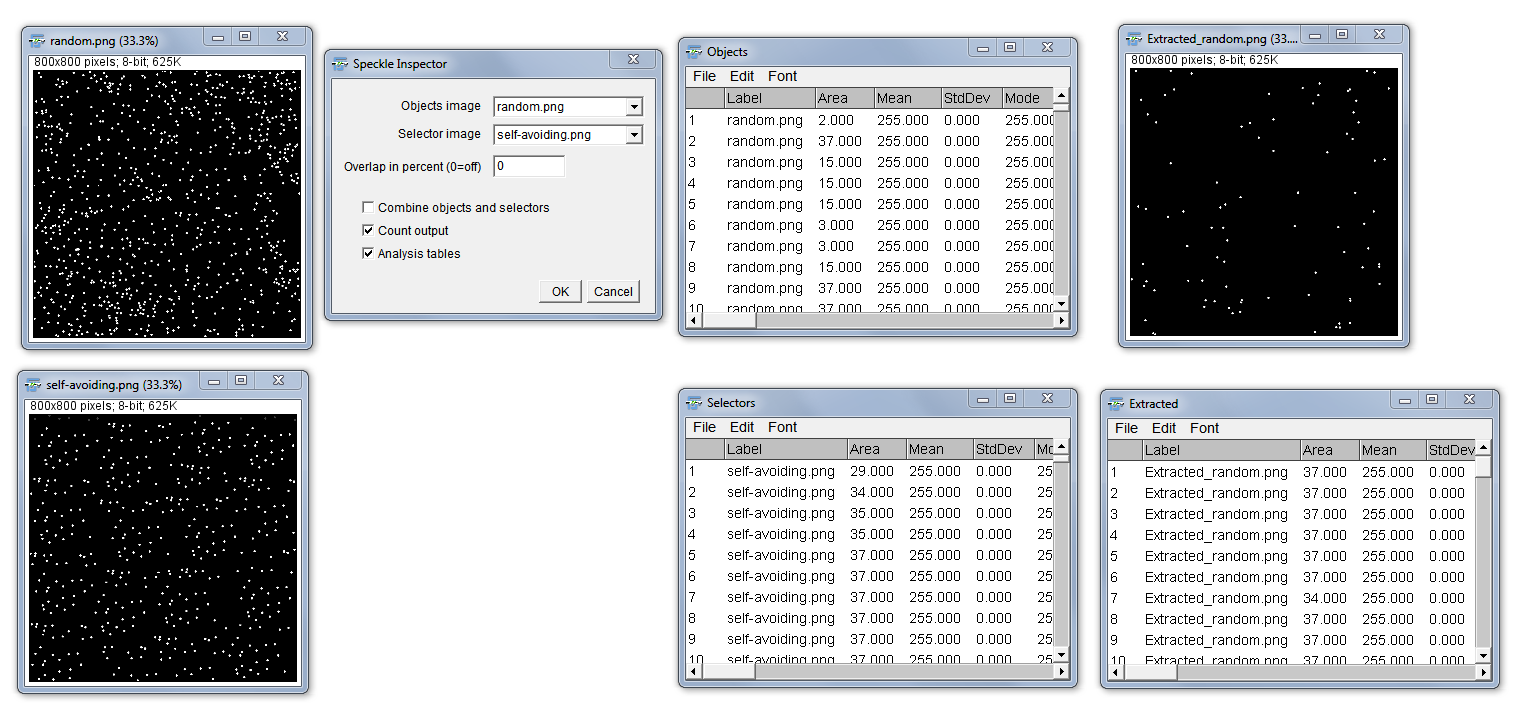 random.png (33.3%)
800x800 pixels; 8-bit; 625K
Speckle Inspector
Objects image random.png
Selector image self-avoiding.png
Overlap in percent (0=off) 0
Combine objects and selectors
Count output
Analysis tables
OK Cancel
Objects
File Edit Font
Label Area Mean StdDev Mode
1 random.png 2.000 255.000 0.000 255.000
2 random.png 37.000 255.000 0.000 255.000
3 random.png 15.000 255.000 0.000 255.000
4 random.png 15.000 255.000 0.000 255.000
5 random.png 15.000 255.000 0.000 255.000
6 random.png 3.000 255.000 0.000 255.000
7 random.png 3.000 255.000 0.000 255.000
8 random.png 15.000 255.000 0.000 255.000
9 random.png 37.000 255.000 0.000 255.000
10 random.png 37.000 255.000 0.000 255.000
Extracted_random.png (33....
800x800 pixels; 8-bit; 625K
self-avoiding.png (33.3%)
800x800 pixels; 8-bit; 625K
Selectors
File Edit Font
Label Area Mean StdDev Mo
1 self-avoiding.png 29.000 255.000 0.000 25
2 self-avoiding.png 34.000 255.000 0.000 25
3 self-avoiding.png 35.000 255.000 0.000 25
4 self-avoiding.png 35.000 255.000 0.000 25
5 self-avoiding.png 37.000 255.000 0.000 25
6 self-avoiding.png 37.000 255.000 0.000 25
7 self-avoiding.png 37.000 255.000 0.000 25
8 self-avoiding.png 37.000 255.000 0.000 25
9 self-avoiding.png 37.000 255.000 0.000 25
10 self-avoiding.png 37.000 255.000 0.000 25
Extracted
File Edit Font
Label Area Mean StdDev
1 Extracted_random.png 37.000 255.000 0.000
2 Extracted_random.png 37.000 255.000 0.000
3 Extracted_random.png 37.000 255.000 0.000
4 Extracted_random.png 37.000 255.000 0.000
5 Extracted_random.png 37.000 255.000 0.000
6 Extracted_random.png 37.000 255.000 0.000
7 Extracted_random.png 34.000 255.000 0.000
8 Extracted_random.png 37.000 255.000 0.000
9 Extracted_random.png 37.000 255.000 0.000
10 Extracted_random.png 37.000 255.000 0.000